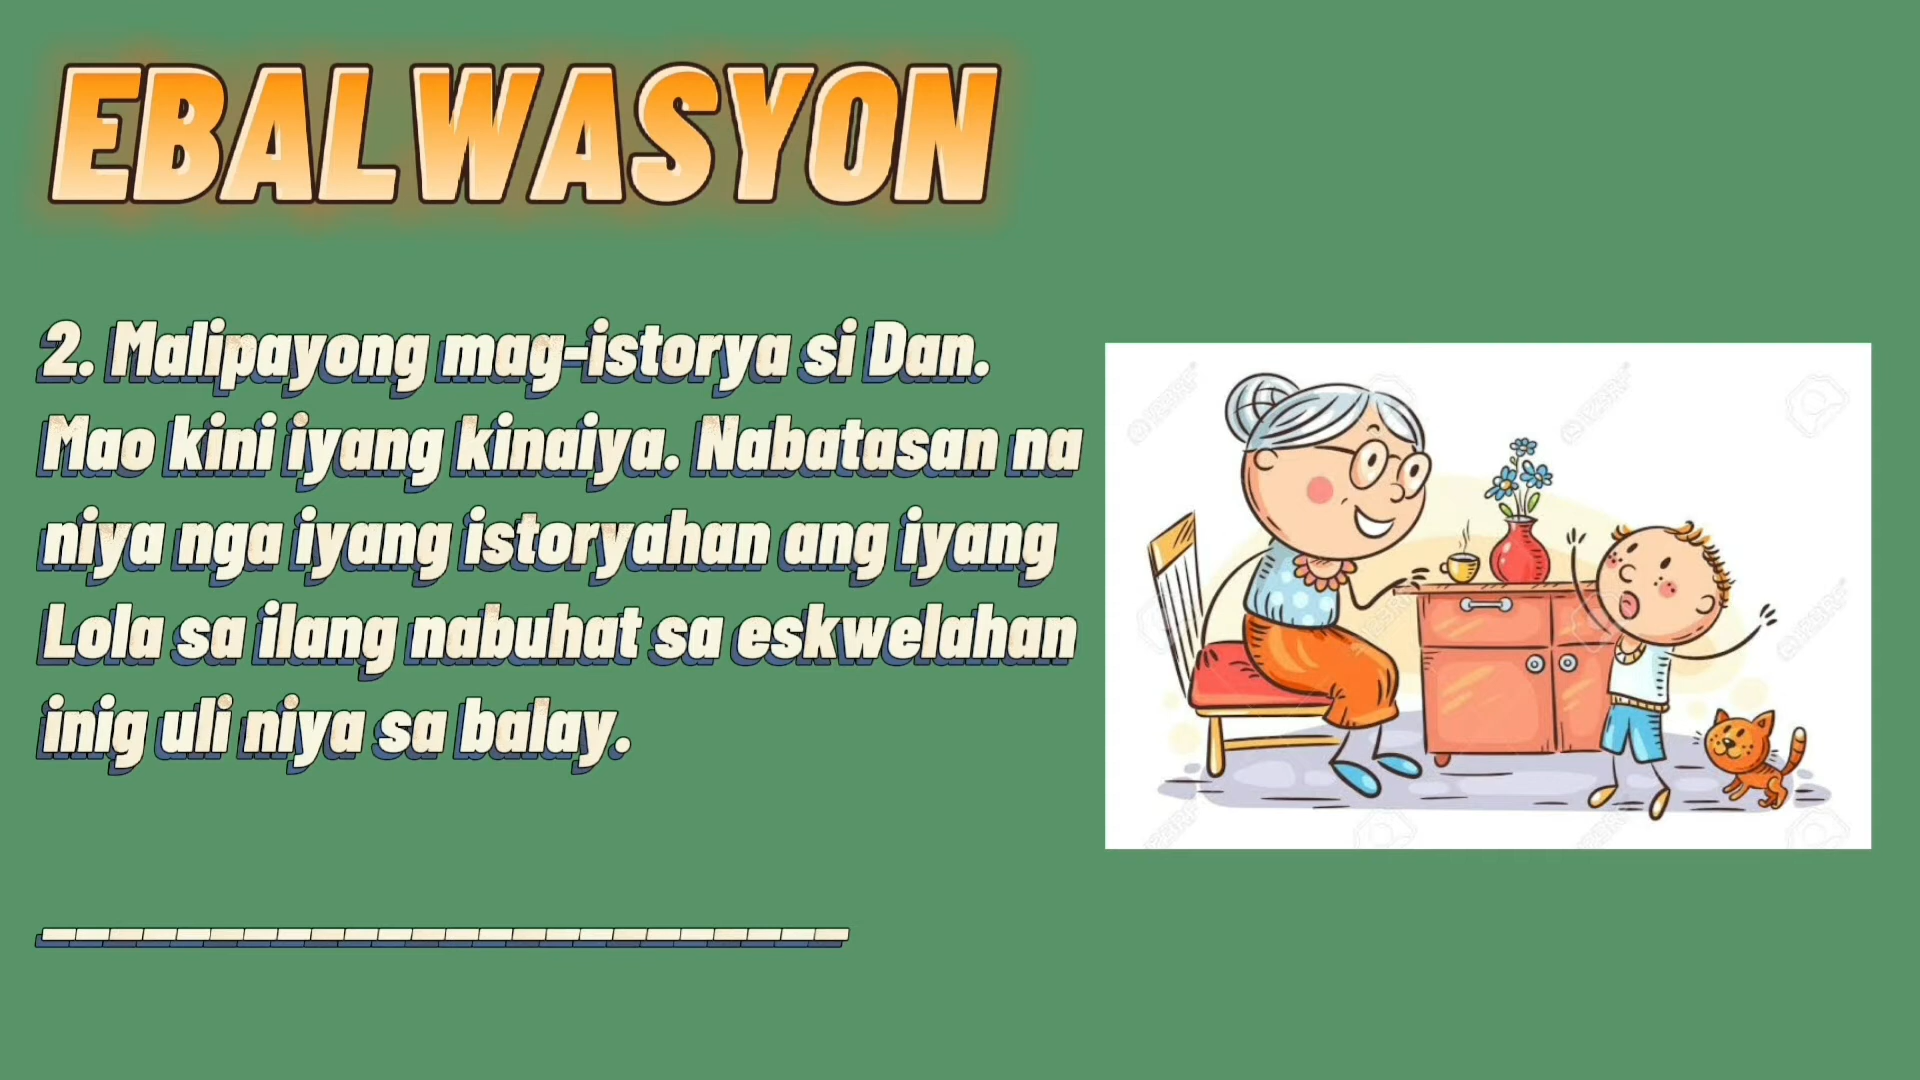 EBALWASYON
2. Malipayong mag-istorya si Dan.
Mao kini iyang kinaiya. Nabatasan na
niya nga iyang istoryahan ang iyang
Lola sa ilang nabuhat sa eskwelahan
inig uli niya sa balay.
________________________